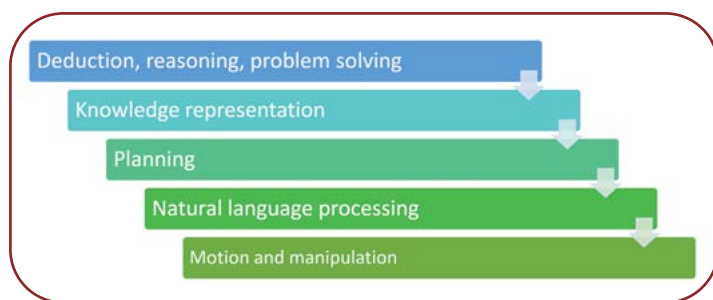 Deduction, reasoning, problem solving
Knowledge representation
Planning
Natural language processing
Motion and manipulation